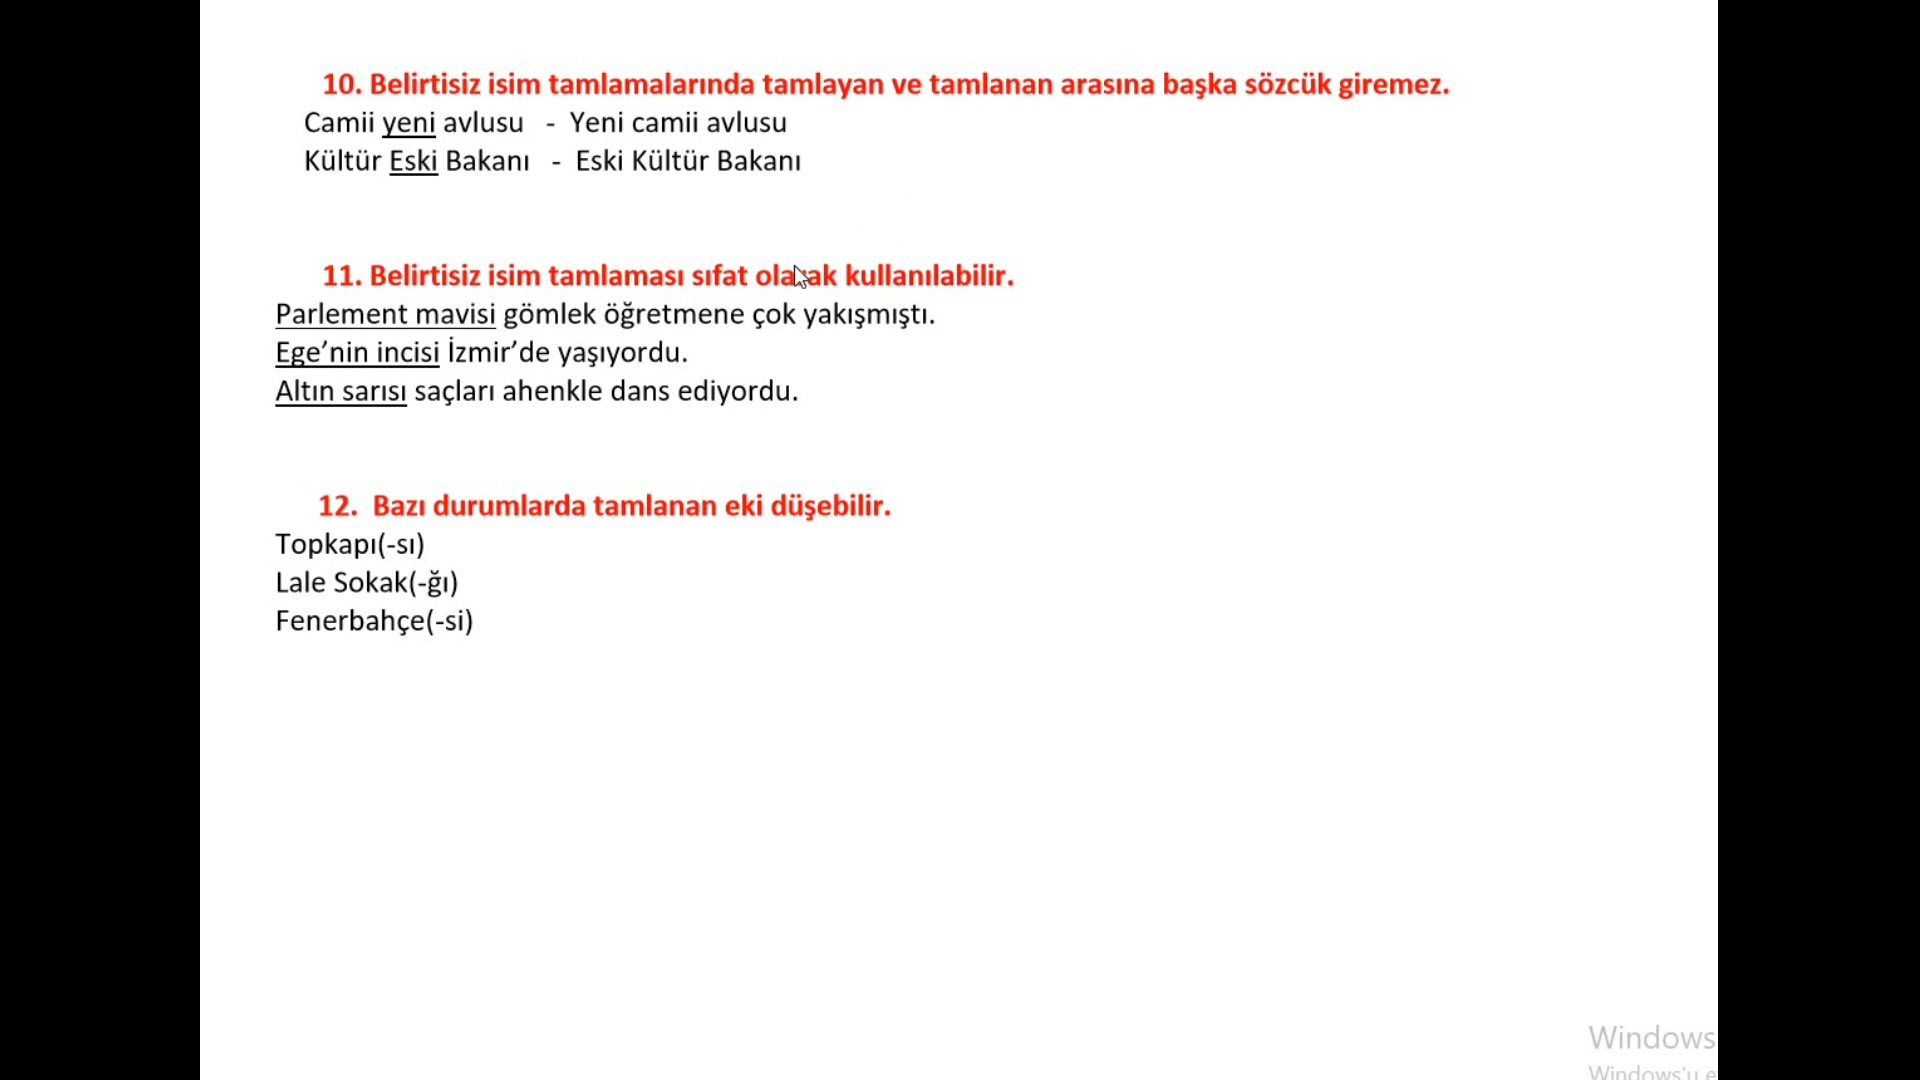 10. Belirtisiz isim tamlamalarında tamlayan ve tamlanan arasına başka sözcük giremez.
Camii yeni avlusu - Yeni camii avlusu
Kültür Eski Bakanı - Eski Kültür Bakanı
11. Belirtisiz isim tamlaması sıfat olarak kullanılabilir.
Parlement mavisi gömlek öğretmene çok yakışmıştı.
Ege’nin incisi İzmir’de yaşıyordu.
Altın sarısı saçları ahenkle dans ediyordu.
12. Bazı durumlarda tamlanan eki düşebilir.
Topkapı(-sı)
Lale Sokak(-ğı)
Fenerbahçe(-si)
Windows
Windows'u e